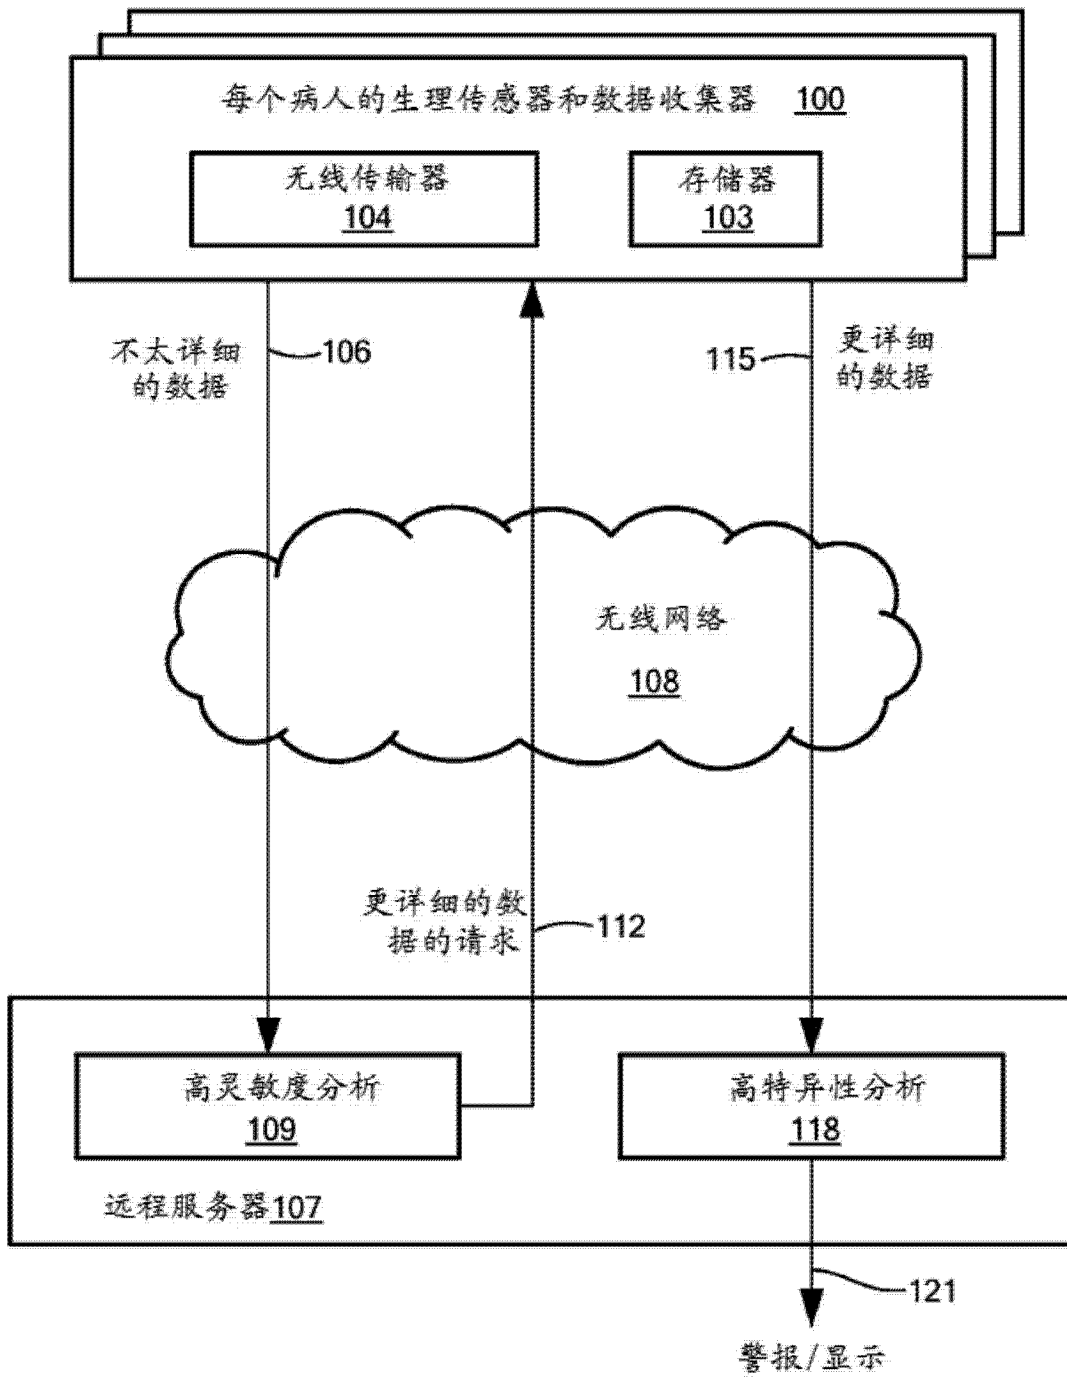 每个病人的生理传感器和数据收集器 100
无线传输器
104
存储器
103
不太详细
的数据
106
115
更详细
的数据
无线网络
108
更详细的数
据的请求
112
高灵敏度分析
109
高特异性分析
118
远程服务器107
121
警报/显示